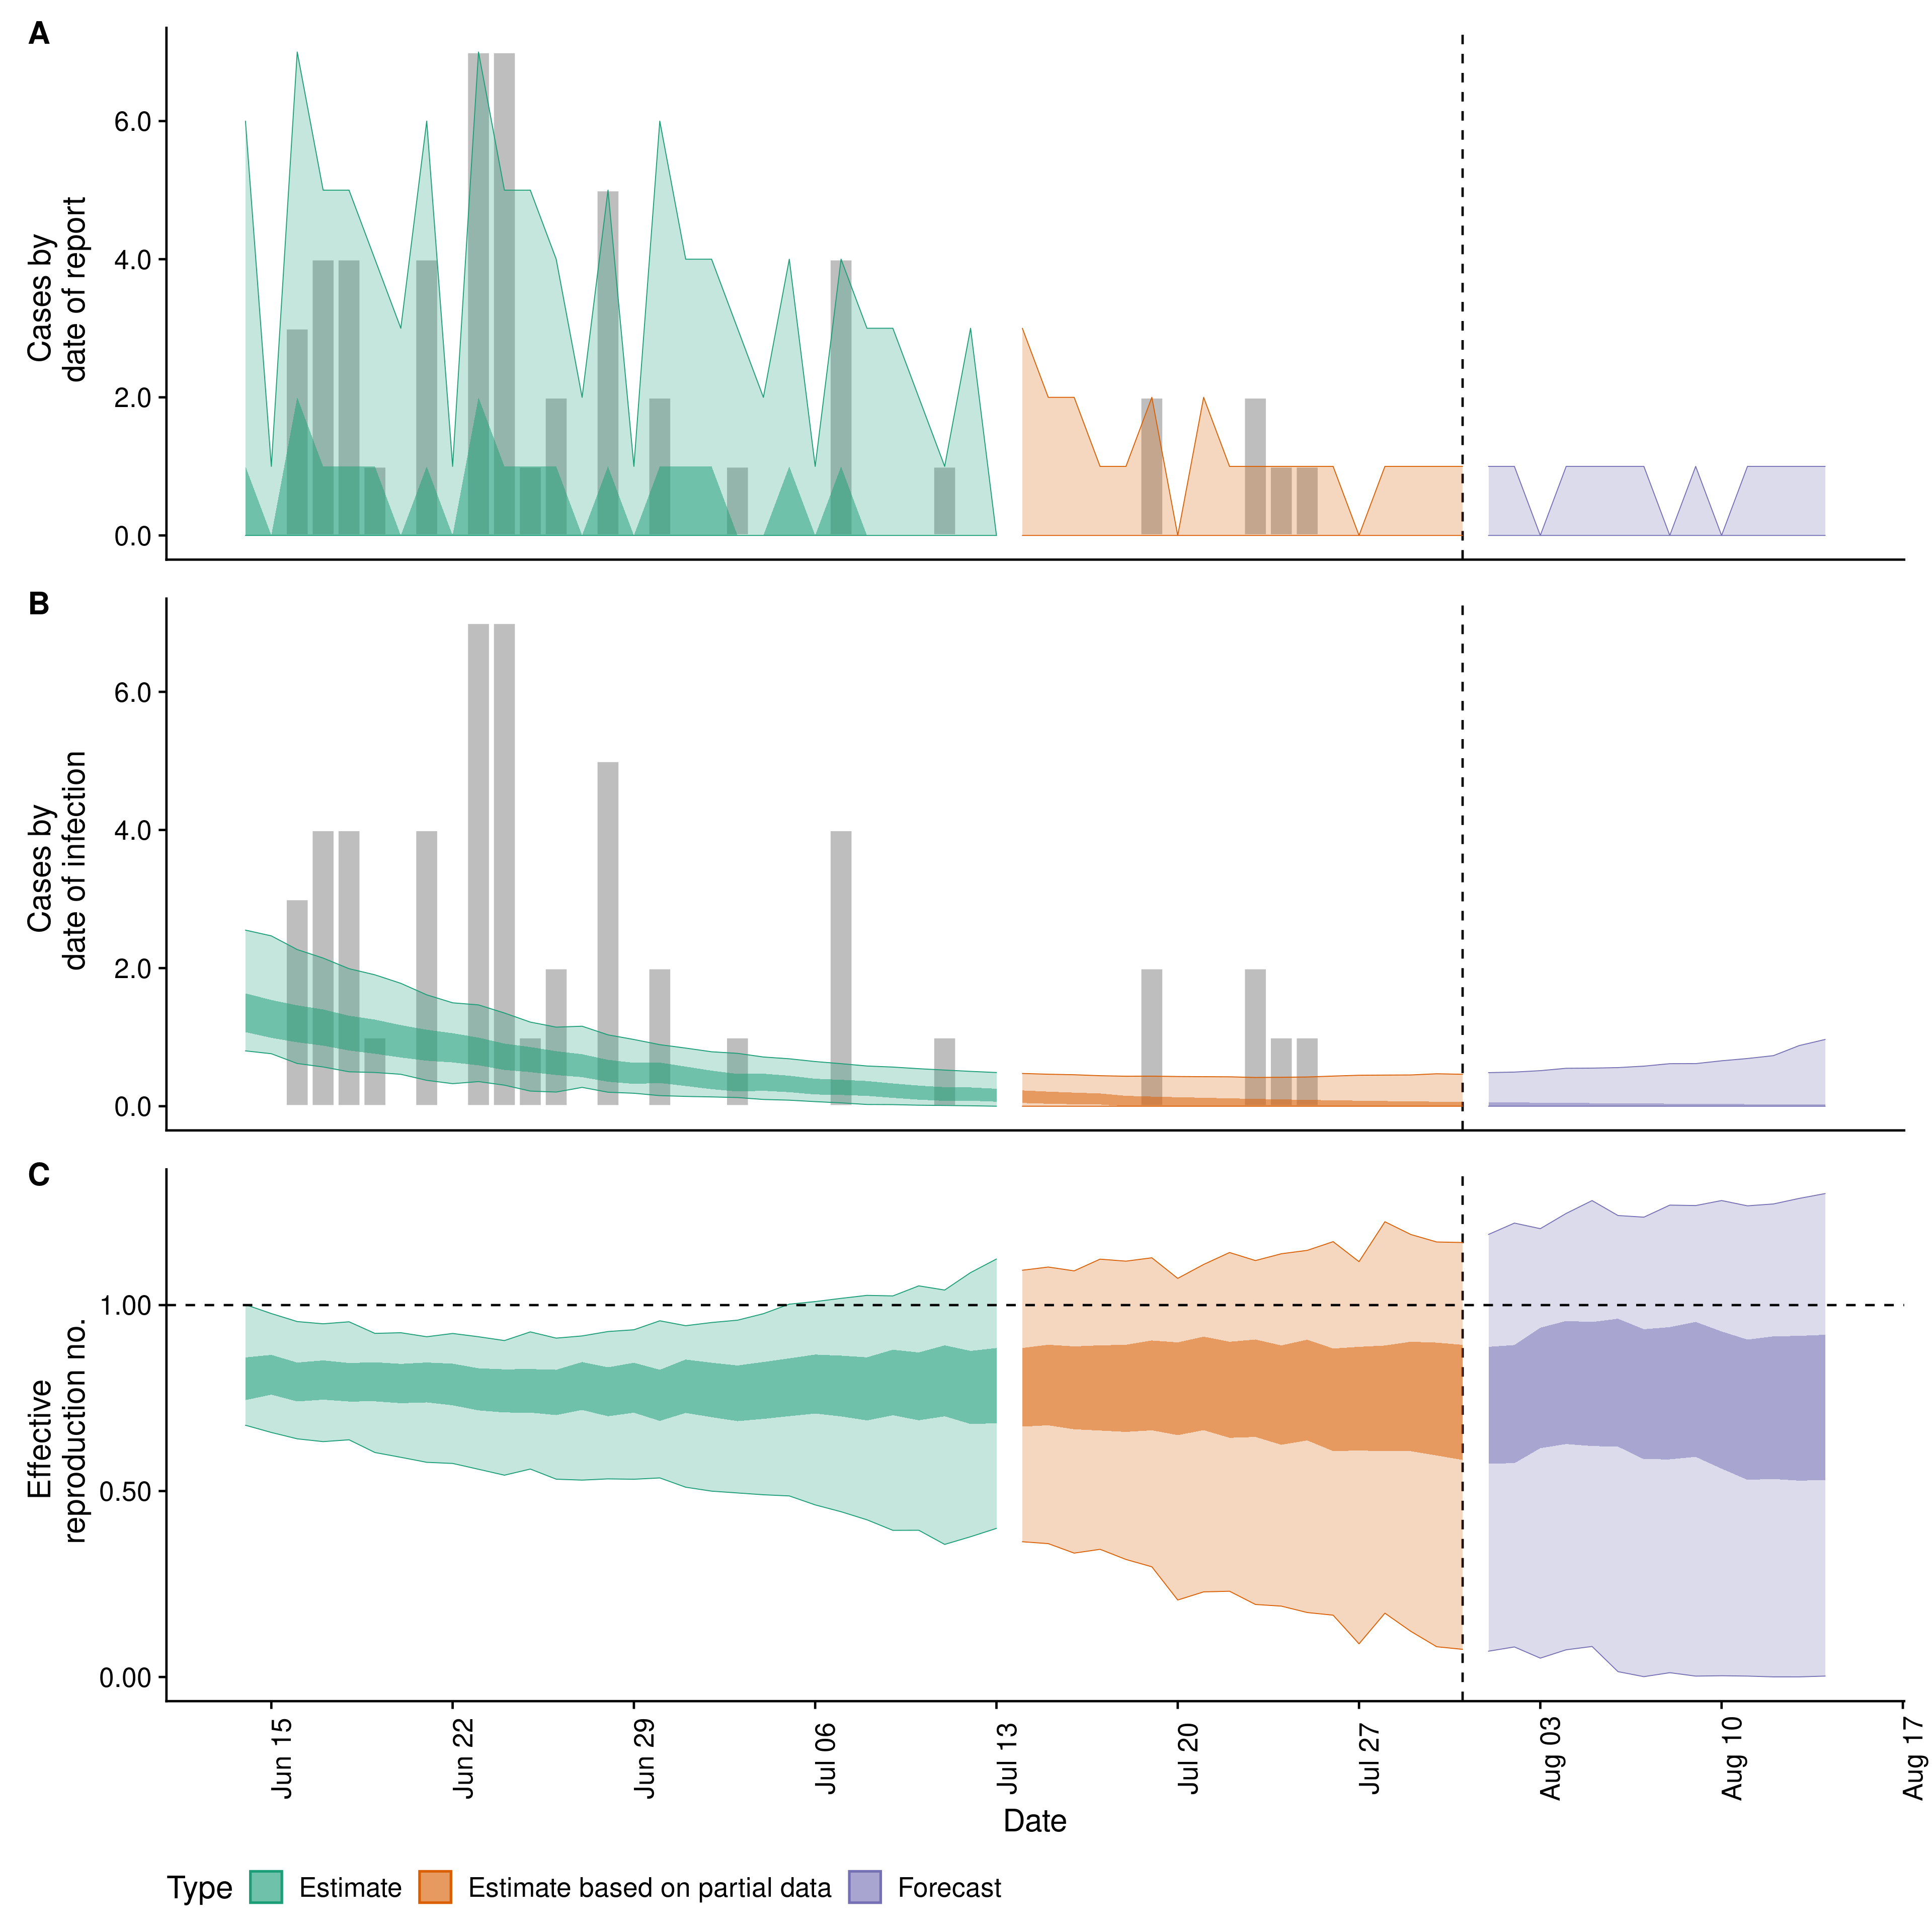 A
6.0
4.0
2.0
0.0
Cases by
date of report
B
6.0
4.0
2.0
0.0
Cases by
date of infection
C
1.00
0.50
0.00
Effective
reproduction no.
Jun 15
Jun 22
Jun 29
Jul 06
Jul 13
Jul 20
Jul 27
Aug 03
Aug 10
Aug 17
Date
Type Estimate Estimate based on partial data Forecast